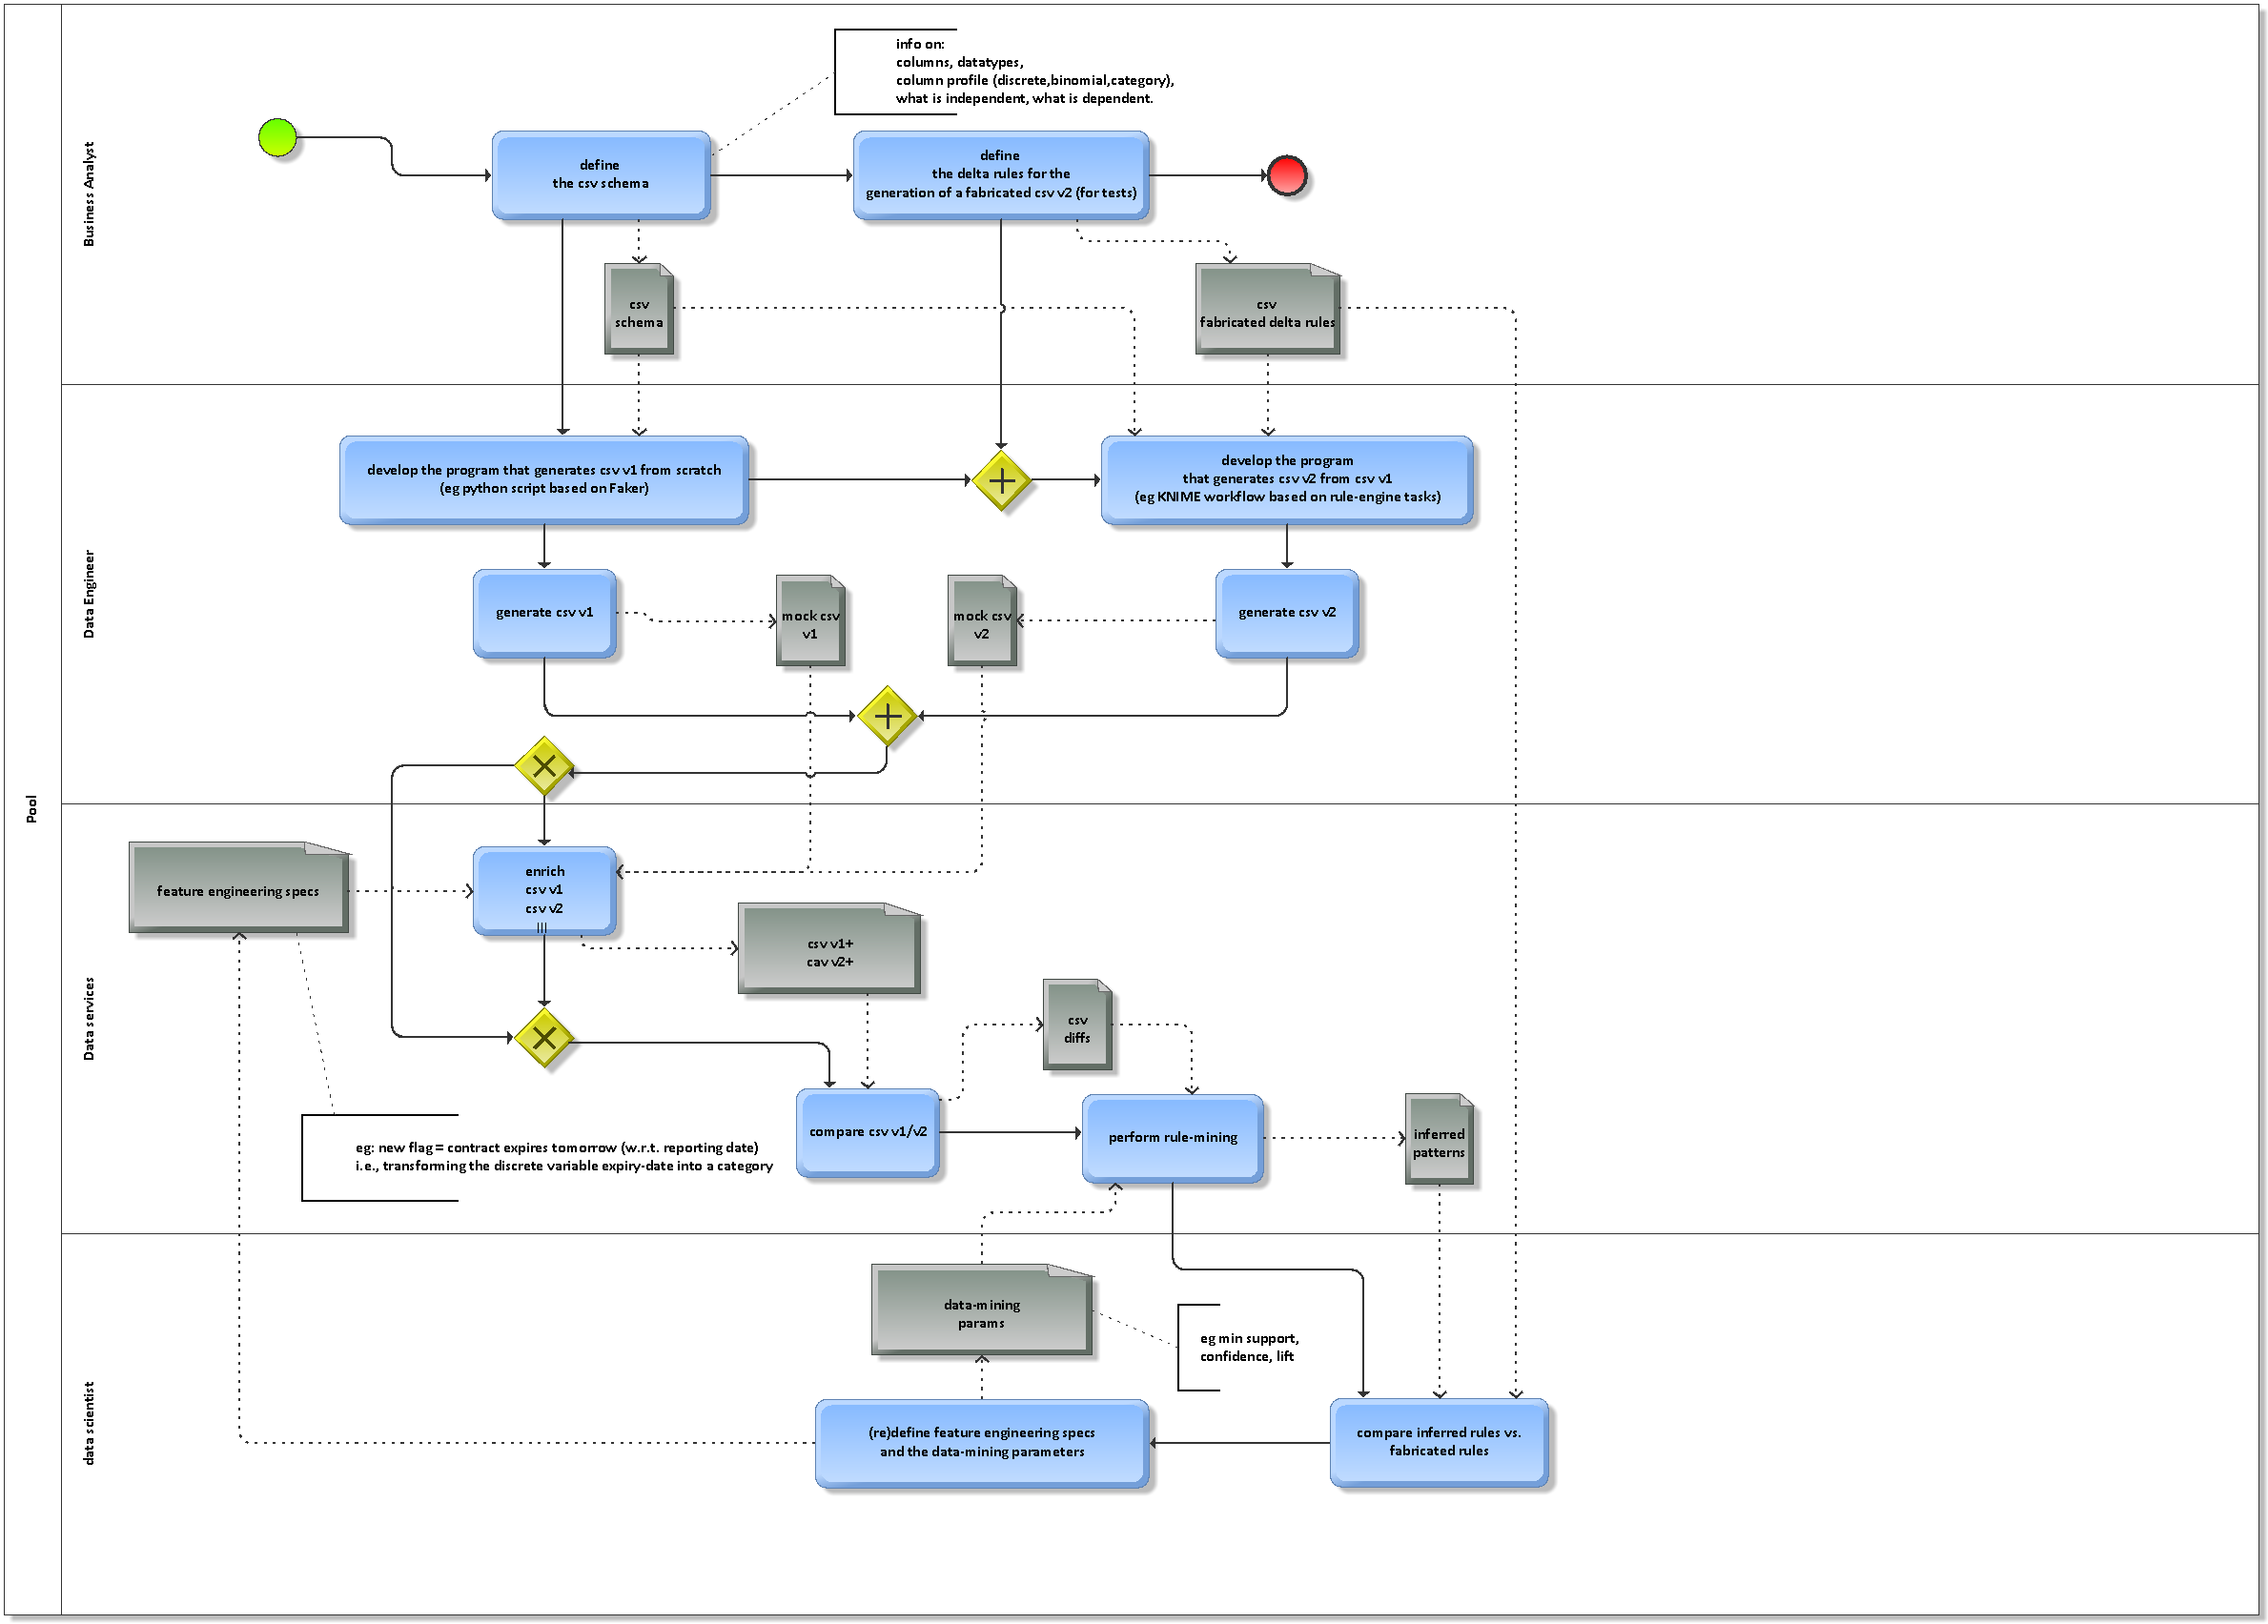 Pool
Business Analyst
info on:
columns, datatypes,
column profile (discrete,binomial,category),
what is independent, what is dependent.
define
the csv schema
define
the delta rules for the
generation of a fabricated csv v2 (for tests)
csv
schema
csv
fabricated delta rules
Data Engineer
develop the program that generates csv v1 from scratch
(eg python script based on Faker)
develop the program
that generates csv v2 from csv v1
(eg KNIME workflow based on rule-engine tasks)
generate csv v1
mock csv
v1
mock csv
v2
generate csv v2
Data services
feature engineering specs
enrich
csv v1
csv v2
csv v1+
cav v2+
csv
diffs
eg: new flag = contract expires tomorrow (w.r.t. reporting date)
i.e., transforming the discrete variable expiry-date into a category
compare csv v1/v2
perform rule-mining
inferred
patterns
data scientist
data-mining
params
eg min support,
confidence, lift
(re)define feature engineering specs
and the data-mining parameters
compare inferred rules vs.
fabricated rules